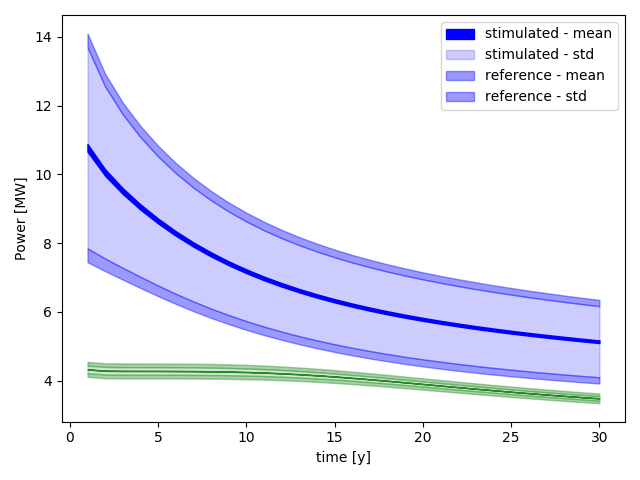 stimulated - mean
stimulated - std
reference - mean
reference - std
Power [MW]
14
12
10
8
6
4
0 5 10 15 20 25 30
time [y]